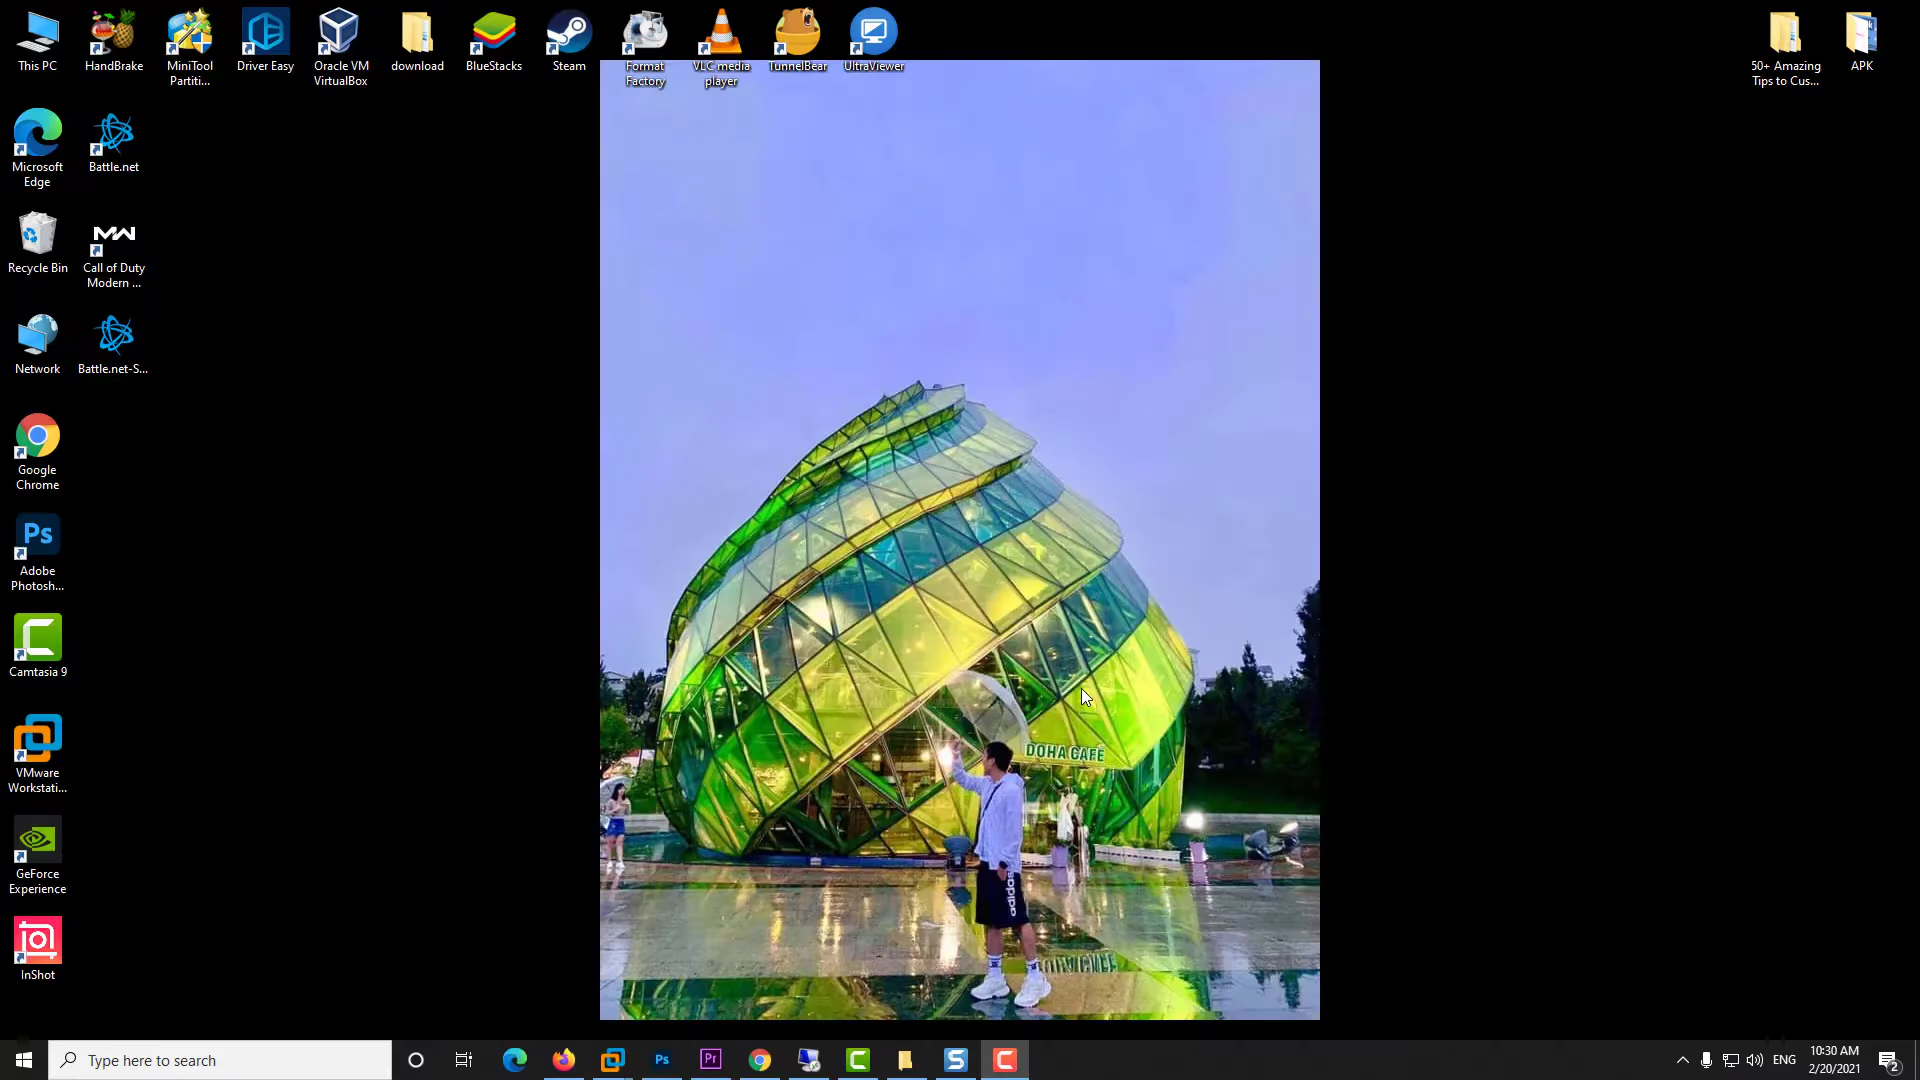 This PC
HandBrake
MiniTool
Partiti...
Driver Easy
Oracle VM
VirtualBox
download
BlueStacks
Steam
Format
Factory
VLC media
player
TunnelBear
UltraViewer
50+ Amazing
Tips to Cus...
APK
Microsoft
Edge
Battle.net
Recycle Bin
MW
Call of Duty
Modern ...
Network
Battle.net-S...
Google
Chrome
Ps
Adobe
Photosh...
C
Camtasia 9
VMware
Workstati...
GeForce
Experience
InShot
DOHA CAFE
adidas
Type here to search
Ps
Pr
C
S
C
ENG
10:30 AM
2/20/2021
2